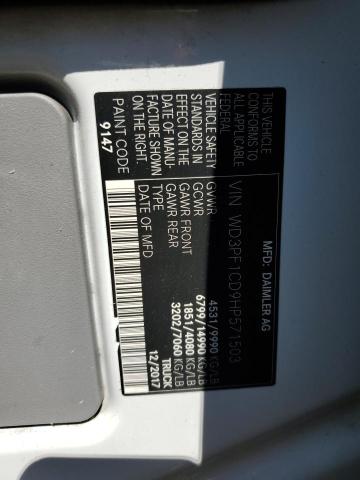 MFD: DAIMLER AG
VIN WD3PF1CD9HP571503
THIS VEHICLE
CONFORMS TO
FEDERAL
VEHICLE SAFETY
STANDARDS IN
EFFECT ON THE
DATE OF MANU-
FACTURE SHOWN
ON THE RIGHT.
PAINT CODE
9147
GVWR 4531/9990 KG/LB
GCWR 6799/14990 KG/LB
GAWR FRONT 1851/4080 KG/LB
GAWR REAR 3202/7060 KG/LB
TYPE TRUCK
DATE OF MFD 12/2017